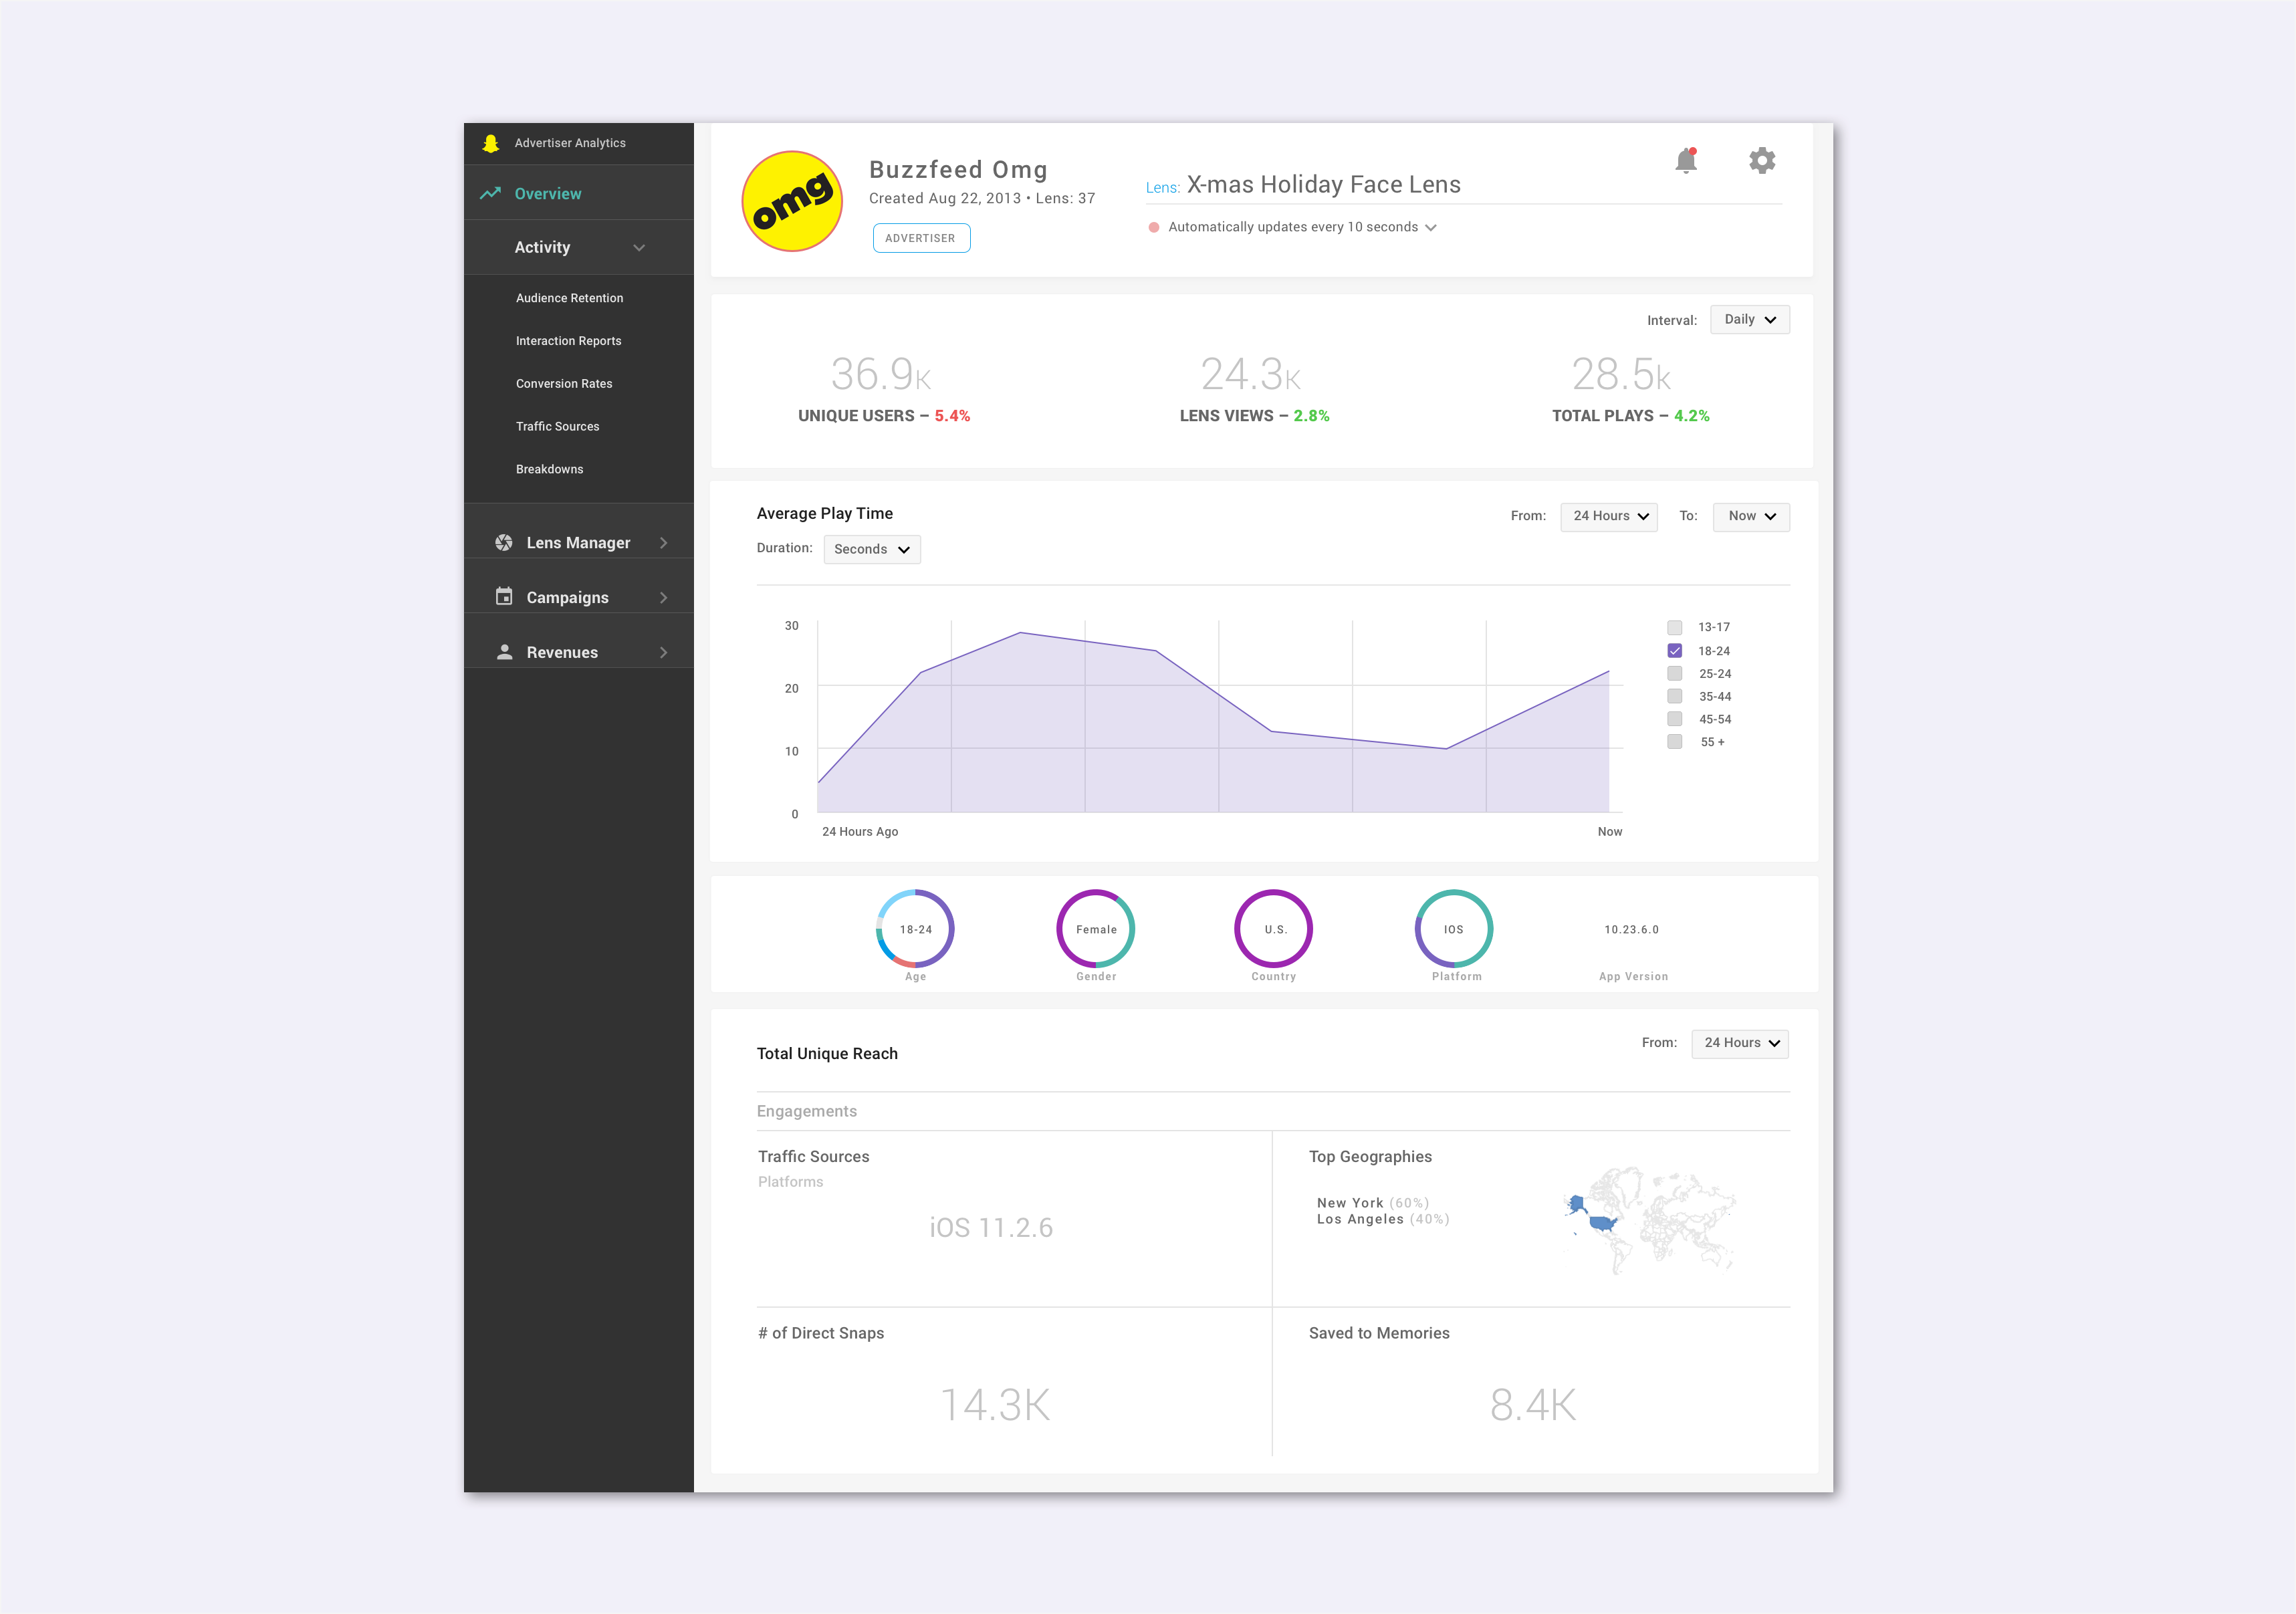 Advertiser Analytics
Overview
Activity
Audience Retention
Interaction Reports
Conversion Rates
Traffic Sources
Breakdowns
Lens Manager
Campaigns
Revenues
omg
Buzzfeed Omg
Created Aug 22, 2013 • Lens: 37
ADVERTISER
Lens: X-mas Holiday Face Lens
Automatically updates every 10 seconds
Interval: Daily
36.9K
UNIQUE USERS – 5.4%
24.3K
LENS VIEWS – 2.8%
28.5k
TOTAL PLAYS – 4.2%
Average Play Time
From: 24 Hours To: Now
Duration: Seconds
30
20
10
0
24 Hours Ago
Now
13-17
18-24
25-24
35-44
45-54
55 +
18-24
Age
Female
Gender
U.S.
Country
IOS
Platform
10.23.6.0
App Version
Total Unique Reach
From: 24 Hours
Engagements
Traffic Sources
Platforms
iOS 11.2.6
Top Geographies
New York (60%)
Los Angeles (40%)
# of Direct Snaps
14.3K
Saved to Memories
8.4K